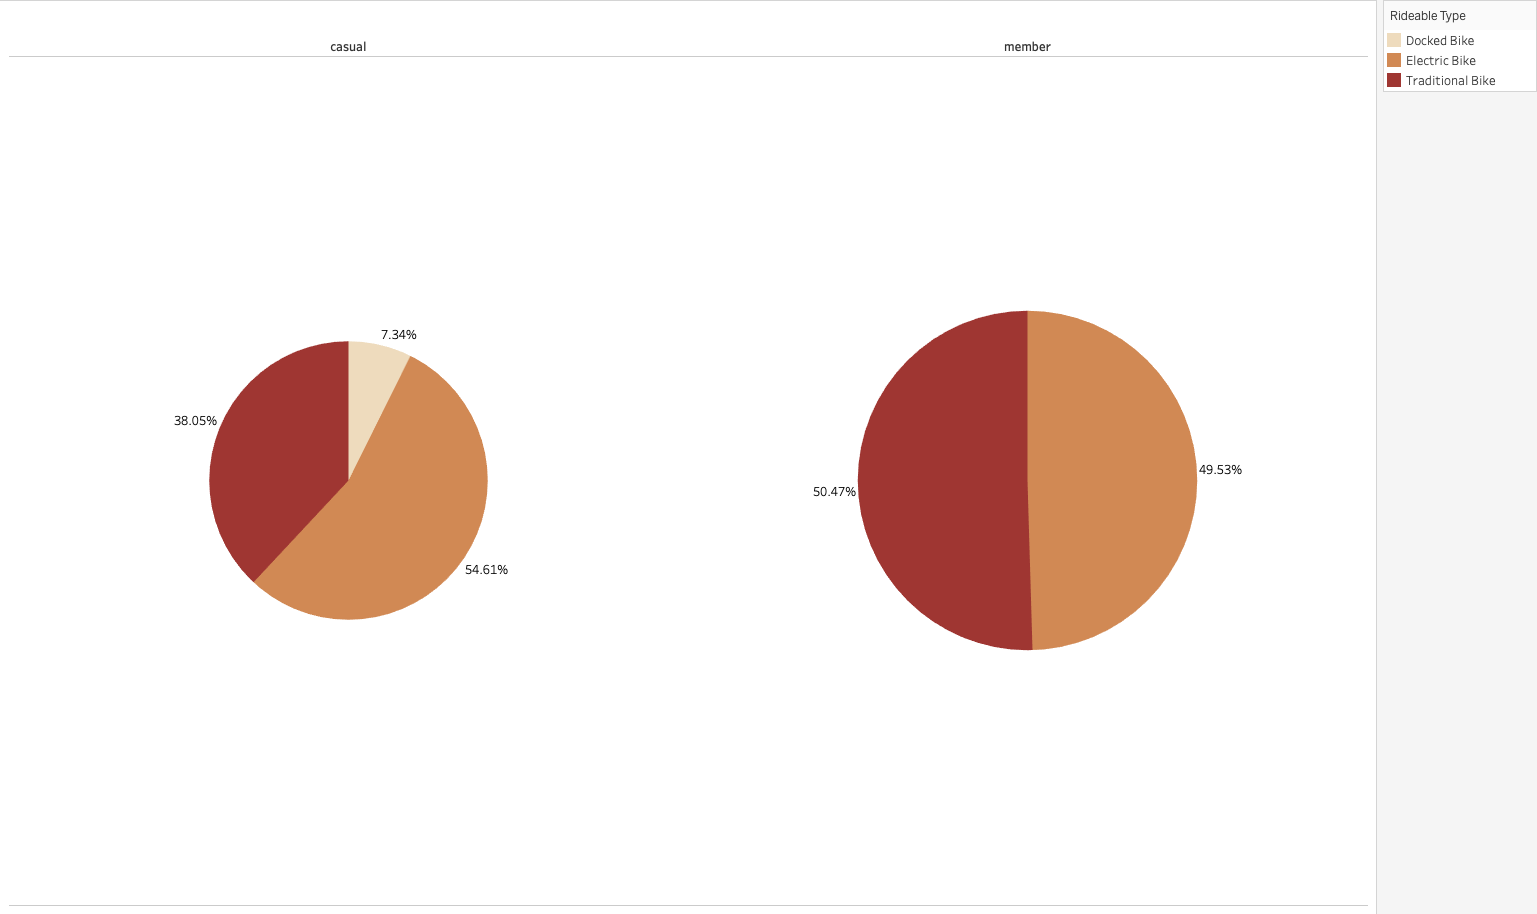 casual
member
Rideable Type
Docked Bike
Electric Bike
Traditional Bike
7.34%
38.05%
54.61%
49.53%
50.47%